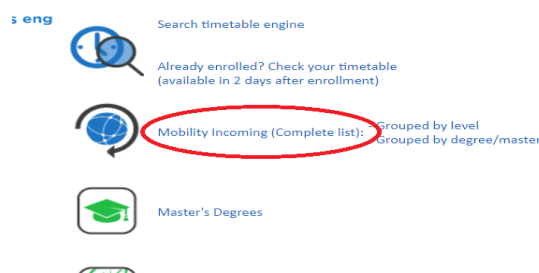 s eng
Search timetable engine
Already enrolled? Check your timetable
(available in 2 days after enrollment)
Mobility Incoming (Complete list): - Grouped by level
Grouped by degree/master
Master's Degrees